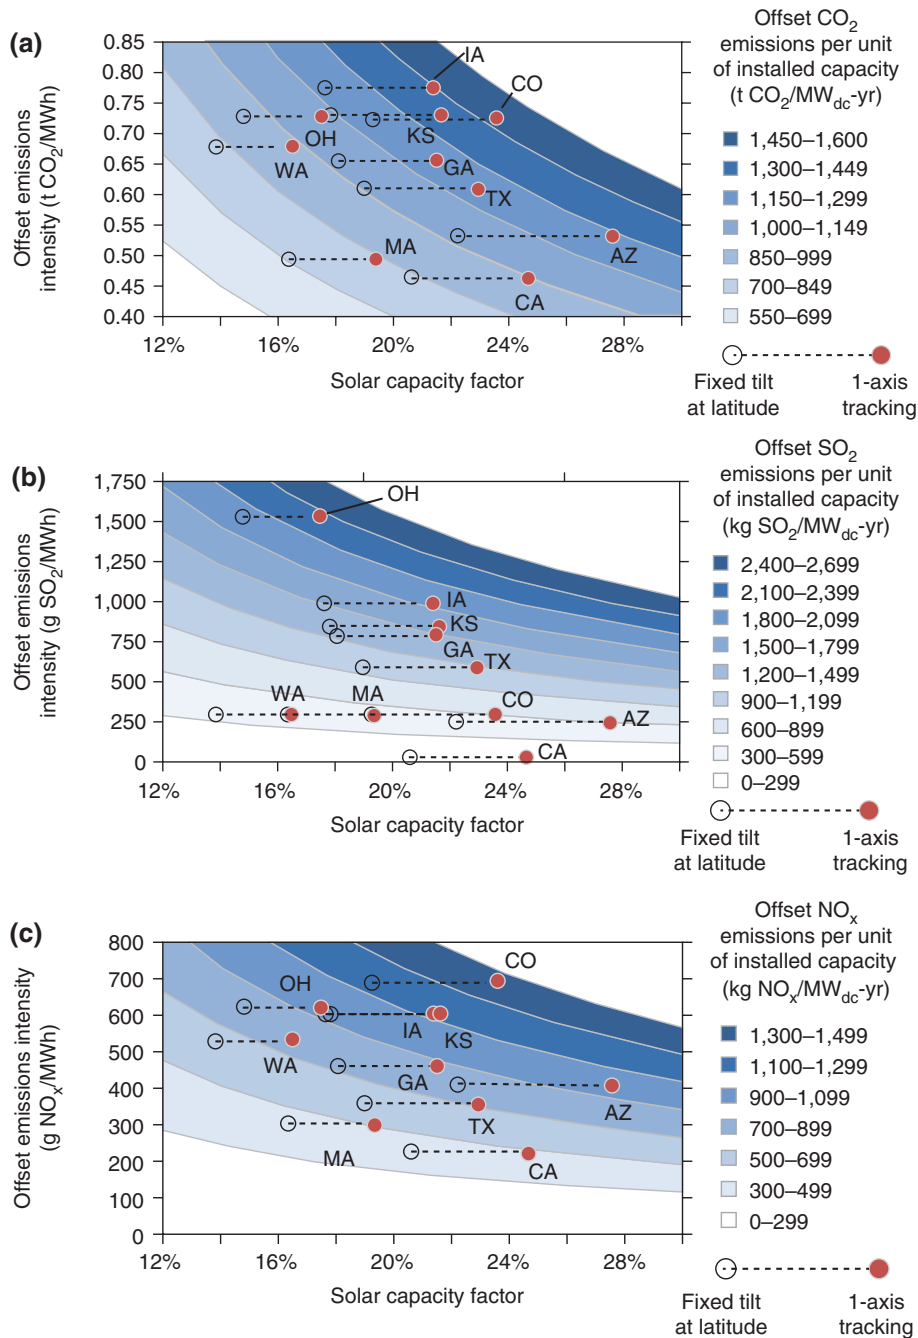 (a)
Offset emissions
intensity (t CO2/MWh)
0.85
0.80
0.75
0.70
0.65
0.60
0.55
0.50
0.45
0.40
IA
CO
OH
KS
WA
GA
TX
MA
AZ
CA
12% 16% 20% 24% 28%
Solar capacity factor
Offset CO2
emissions per unit
of installed capacity
(t CO2/MWdc-yr)
1,450–1,600
1,300–1,449
1,150–1,299
1,000–1,149
850–999
700–849
550–699
Fixed tilt
at latitude
1-axis
tracking
(b)
Offset emissions
intensity (g SO2/MWh)
1,750
1,500
1,250
1,000
750
500
250
0
OH
IA
KS
GA
TX
WA
MA
CO
AZ
CA
12% 16% 20% 24% 28%
Solar capacity factor
Offset SO2
emissions per unit
of installed capacity
(kg SO2/MWdc-yr)
2,400–2,699
2,100–2,399
1,800–2,099
1,500–1,799
1,200–1,499
900–1,199
600–899
300–599
0–299
Fixed tilt
at latitude
1-axis
tracking
(c)
Offset emissions intensity
(g NOx/MWh)
800
700
600
500
400
300
200
100
0
CO
OH
IA
KS
WA
GA
AZ
TX
MA
CA
12% 16% 20% 24% 28%
Solar capacity factor
Offset NOx
emissions per unit
of installed capacity
(kg NOx/MWdc-yr)
1,300–1,499
1,100–1,299
900–1,099
700–899
500–699
300–499
0–299
Fixed tilt
at latitude
1-axis
tracking